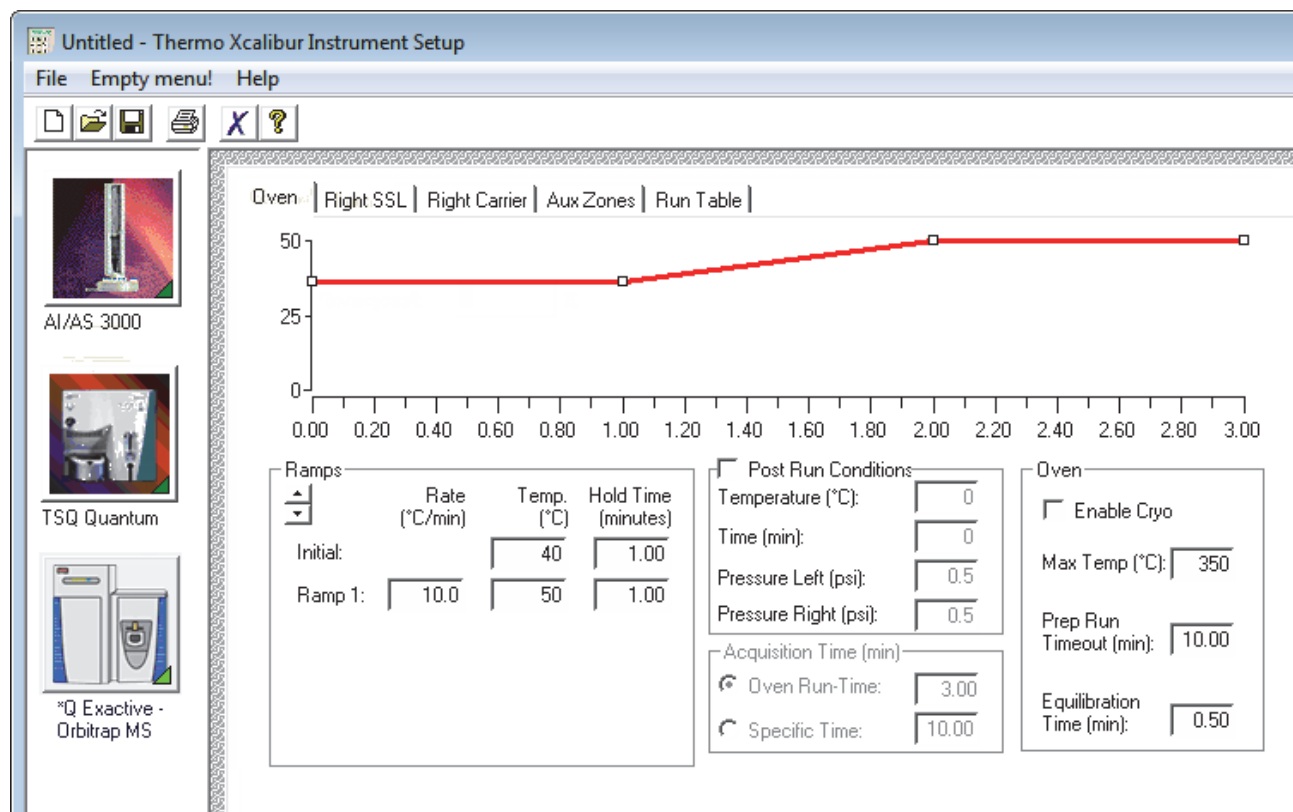 Untitled - Thermo Xcalibur Instrument Setup
File Empty menu! Help
AI/AS 3000
TSQ Quantum
*Q Exactive -
Orbitrap MS
Oven Right SSL Right Carrier Aux Zones Run Table
50
25
0
0.00 0.20 0.40 0.60 0.80 1.00 1.20 1.40 1.60 1.80 2.00 2.20 2.40 2.60 2.80 3.00
Ramps
Rate Temp. Hold Time
(°C/min) (°C) (minutes)
Initial: 40 1.00
Ramp 1: 10.0 50 1.00
Post Run Conditions
Temperature (°C): 0
Time (min): 0
Pressure Left (psi): 0.5
Pressure Right (psi): 0.5
Acquisition Time (min)
Oven Run-Time: 3.00
Specific Time: 10.00
Oven
Enable Cryo
Max Temp (°C): 350
Prep Run
Timeout (min): 10.00
Equilibration
Time (min): 0.50